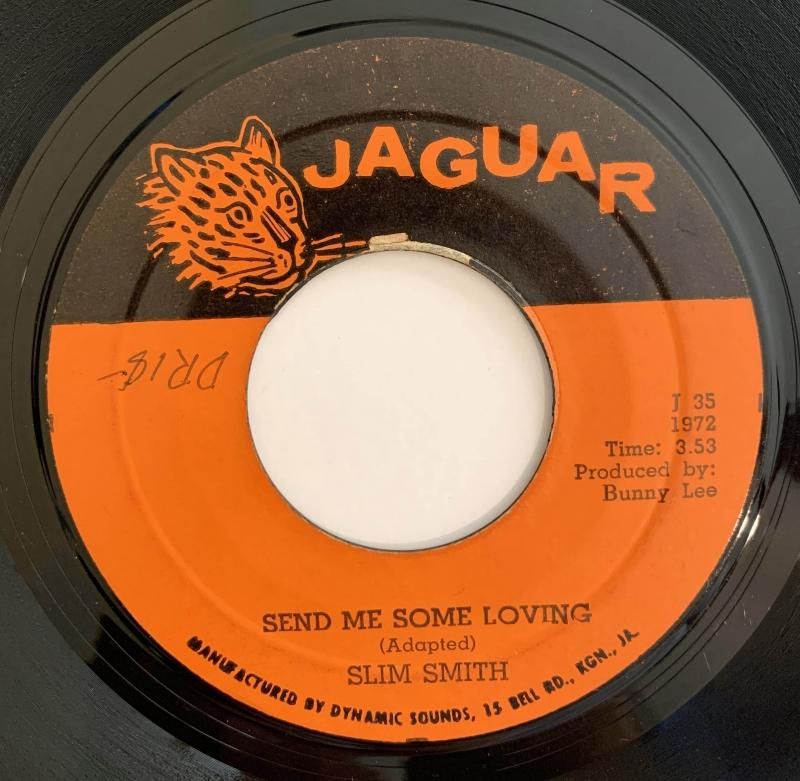 JAGUAR
DR18
J 35
1972
Time: 3.53
Produced by:
Bunny Lee
SEND ME SOME LOVING
(Adapted)
SLIM SMITH
MANUFACTURED BY DYNAMIC SOUNDS, 15 BELL RD., KGN., JA.